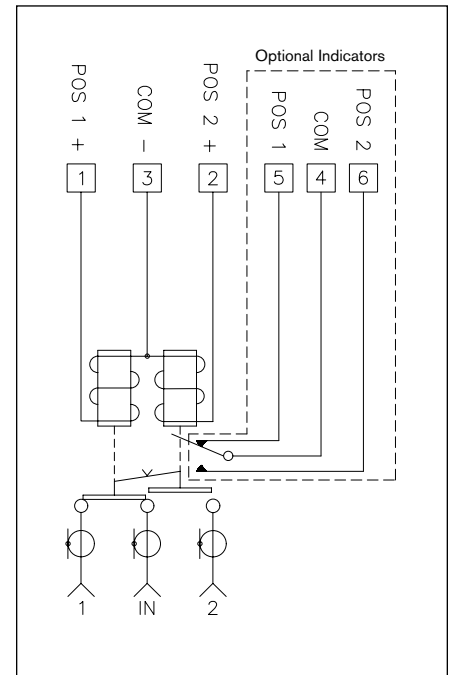 Optional Indicators
POS 1 +
COM –
POS 2 +
POS 1
COM
POS 2
1
3
2
5
4
6
1
IN
2